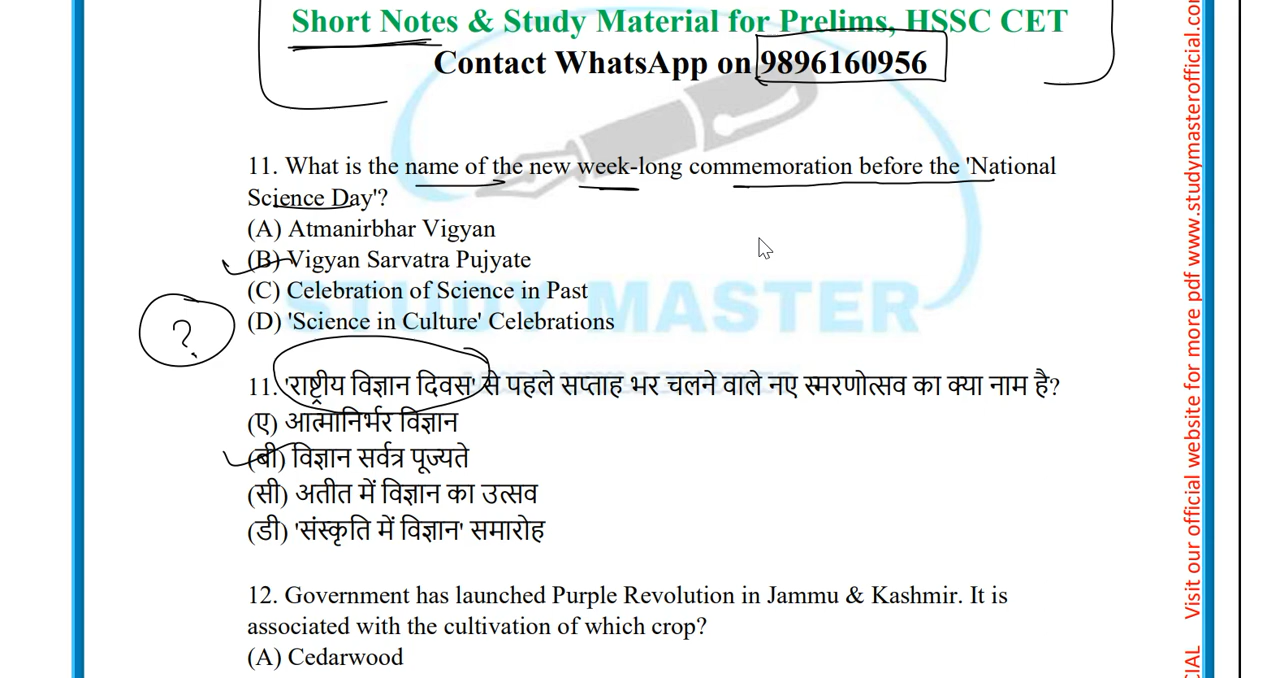 Short Notes & Study Material for Prelims, HSSC CET
Contact WhatsApp on 9896160956
11. What is the name of the new week-long commemoration before the 'National
Science Day'?
(A) Atmanirbhar Vigyan
(B) Vigyan Sarvatra Pujyate
(C) Celebration of Science in Past
(D) 'Science in Culture' Celebrations
?
STUDY MASTER
11. 'राष्ट्रीय विज्ञान दिवस' से पहले सप्ताह भर चलने वाले नए स्मरणोत्सव का क्या नाम है?
(ए) आत्मानिर्भर विज्ञान
(बी) विज्ञान सर्वत्र पूज्यते
(सी) अतीत में विज्ञान का उत्सव
(डी) 'संस्कृति में विज्ञान' समारोह
12. Government has launched Purple Revolution in Jammu & Kashmir. It is
associated with the cultivation of which crop?
(A) Cedarwood
Visit our official website for more pdf www.studymasterofficial.co